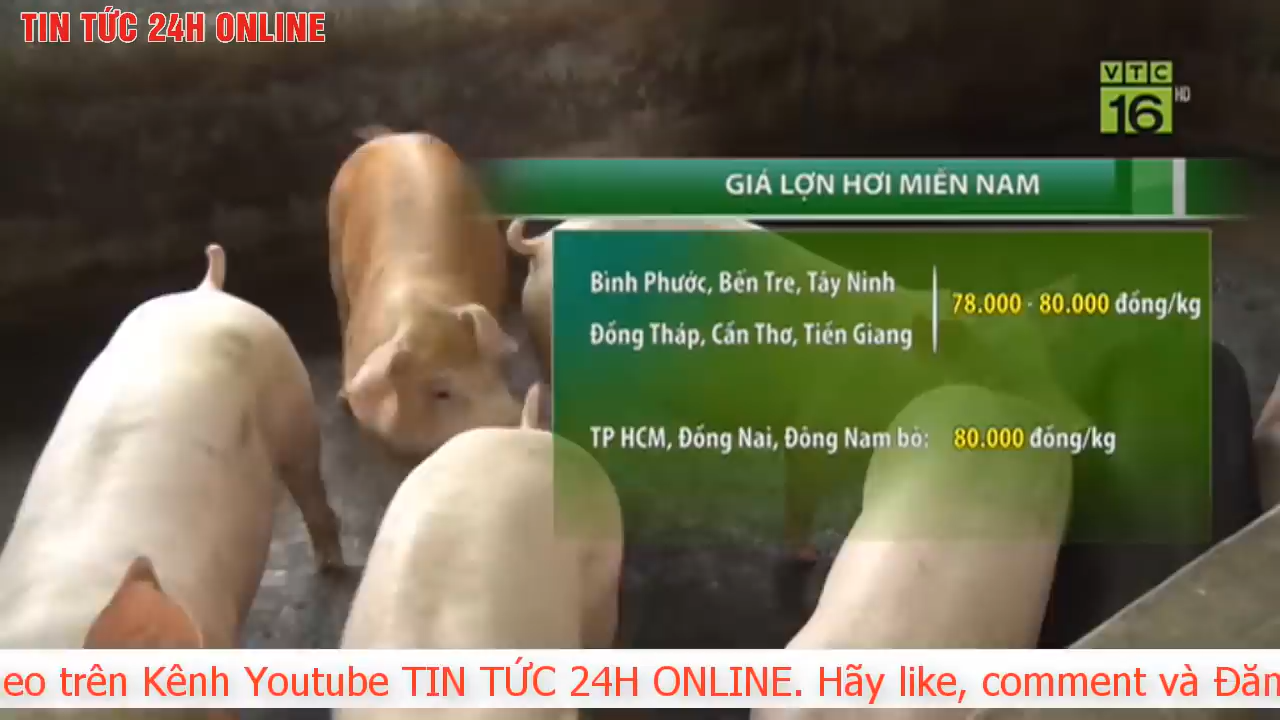 TIN TỨC 24H ONLINE
VTC
16 HD
GIÁ LỢN HƠI MIỀN NAM
Bình Phước, Bến Tre, Tây Ninh
78.000 - 80.000 đồng/kg
Đồng Tháp, Cần Thơ, Tiền Giang
TP HCM, Đồng Nai, Đông Nam bộ: 80.000 đồng/kg
eo trên Kênh Youtube TIN TỨC 24H ONLINE. Hãy like, comment và Đăn